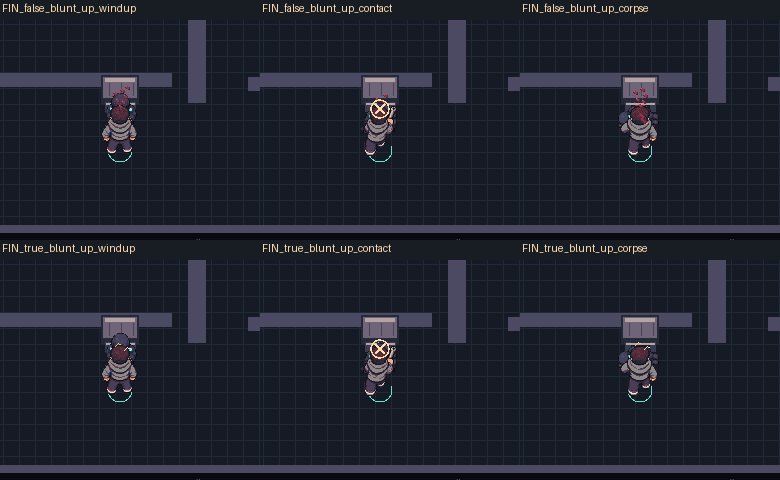 FIN_false_blunt_up_windup
FIN_false_blunt_up_contact
FIN_false_blunt_up_corpse
FIN_true_blunt_up_windup
FIN_true_blunt_up_contact
FIN_true_blunt_up_corpse